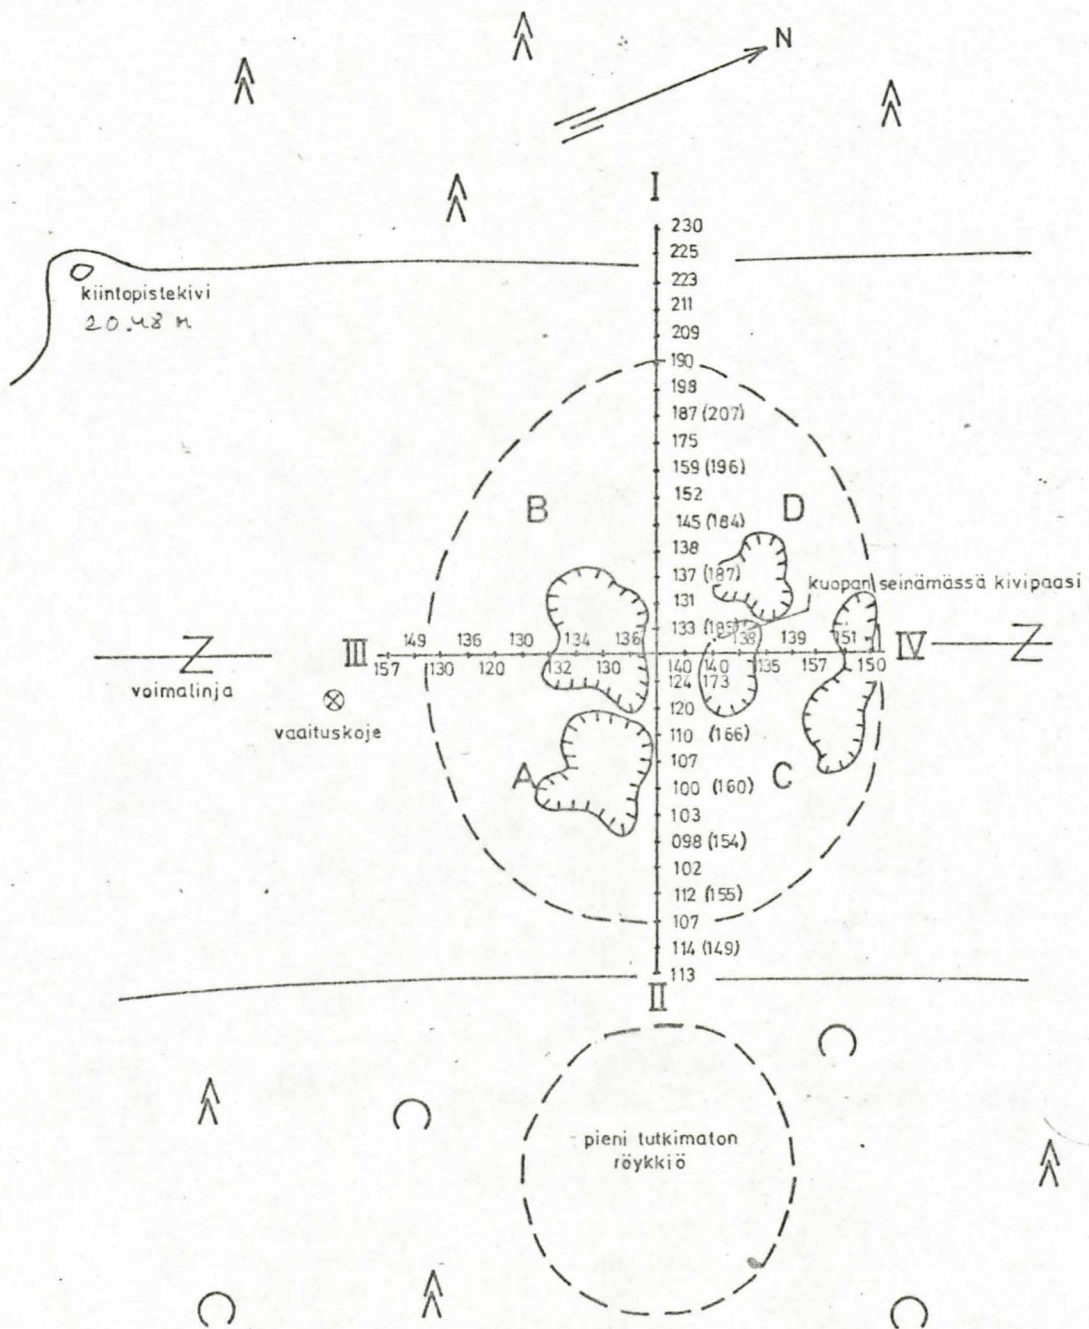 N
I
230
225
223
kiintopistekivi
20.48 m
211
209
190
198
187 (207)
175
159 (196)
152
B
D
145 (184)
138
137 (187)
kuopan seinämässä kivipaasi
131
133 (185)
149 136 130 134 136 138 139 151
III
IV
157 130 120 132 130 140 140 135 157 150
voimalinja
124 173
vaaituskoje
120
110 (166)
107
A
C
100 (160)
103
098 (154)
102
112 (155)
107
114 (149)
113
II
pieni tutkimaton
röykkiö